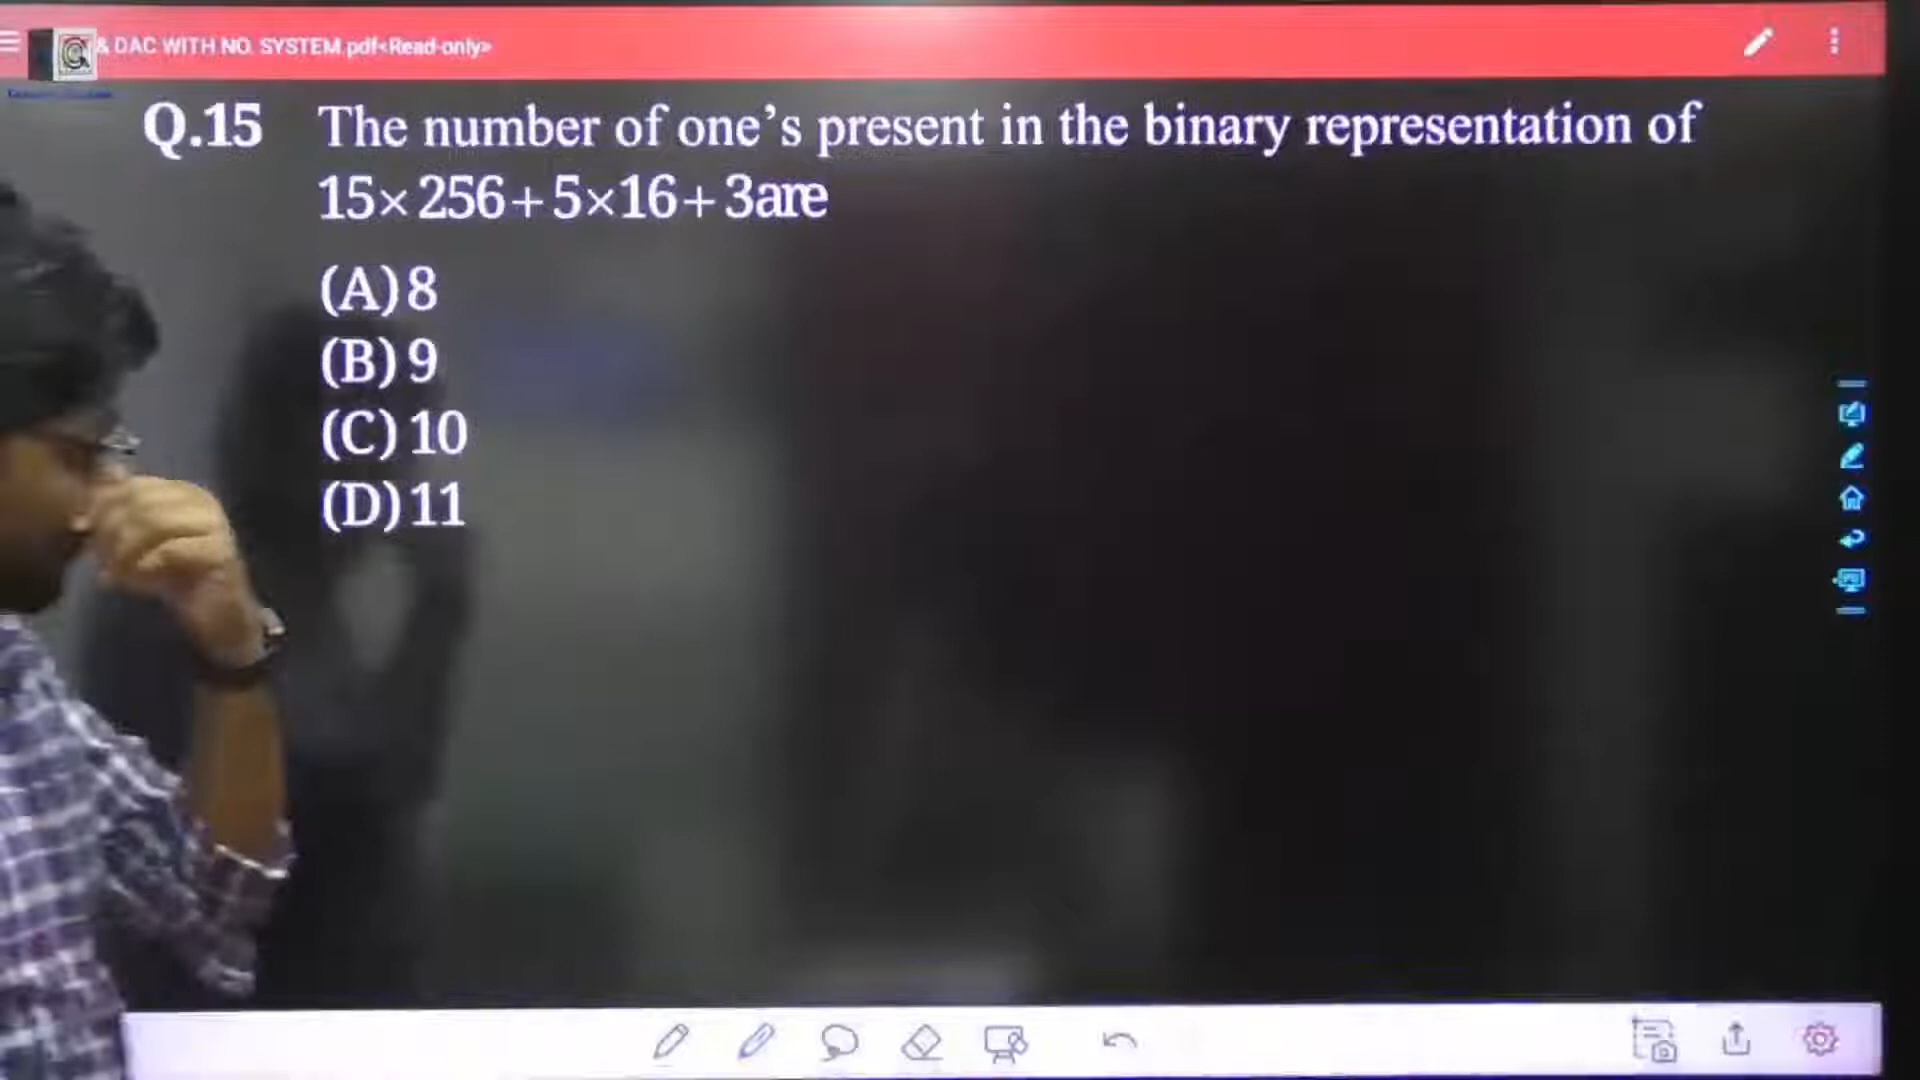 & DAC WITH NO. SYSTEM.pdf<Read-only>
Q.15 The number of one's present in the binary representation of
15×256+5×16+3are
(A) 8
(B) 9
(C) 10
(D) 11